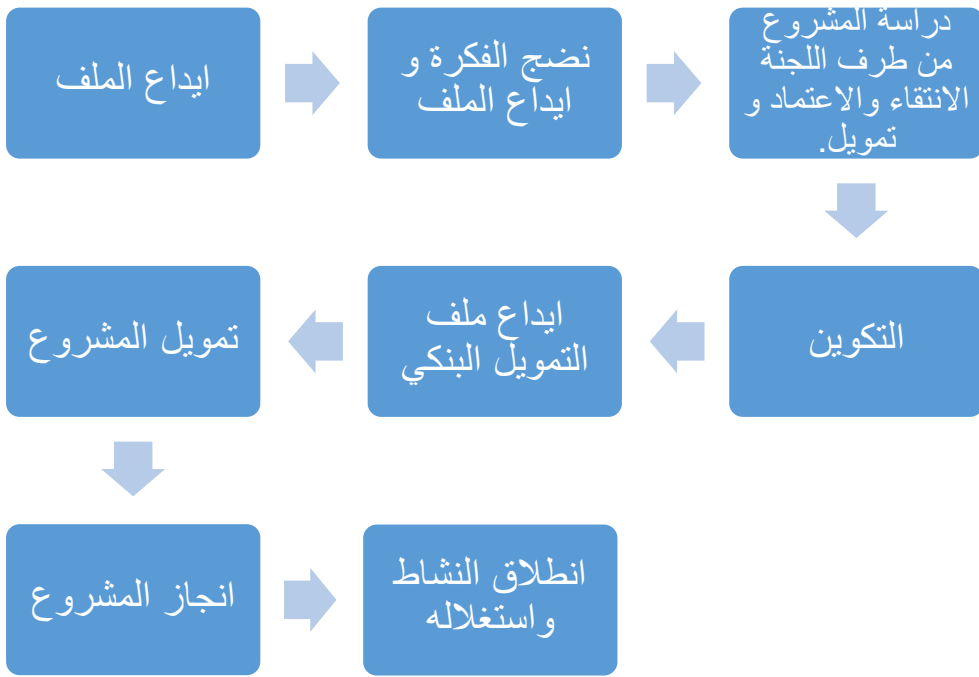 ايداع الملف
نضج الفكرة و
ايداع الملف
دراسة المشروع
من طرف اللجنة
الانتقاء والاعتماد و
تمويل.
التكوين
ايداع ملف
التمويل البنكي
تمويل المشروع
انجاز المشروع
انطلاق النشاط
واستغلاله